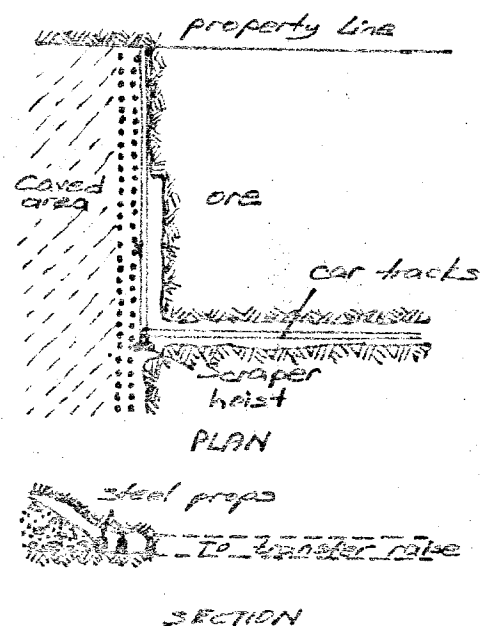 property line
Caved
area
ore
car tracks
Scraper
hoist
PLAN
steel props
To transfer raise
SECTION